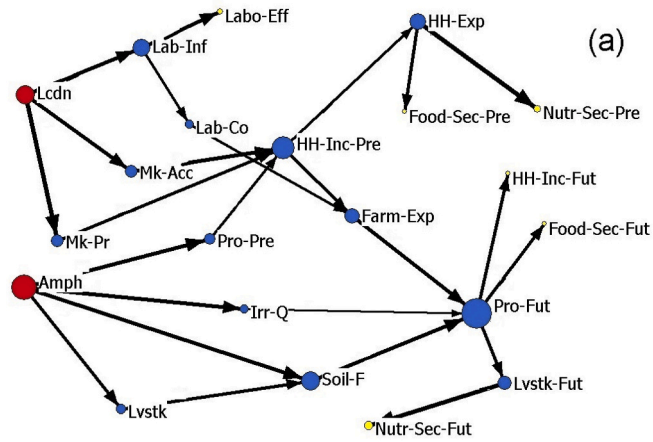 Labo-Eff
HH-Exp
(a)
Lab-Inf
Lcdn
Food-Sec-Pre
Nutr-Sec-Pre
Lab-Co
HH-Inc-Pre
Mk-Acc
HH-Inc-Fut
Farm-Exp
Food-Sec-Fut
Mk-Pr
Pro-Pre
Amph
Pro-Fut
Irr-Q
Soil-F
Lvstk-Fut
Lvstk
Nutr-Sec-Fut